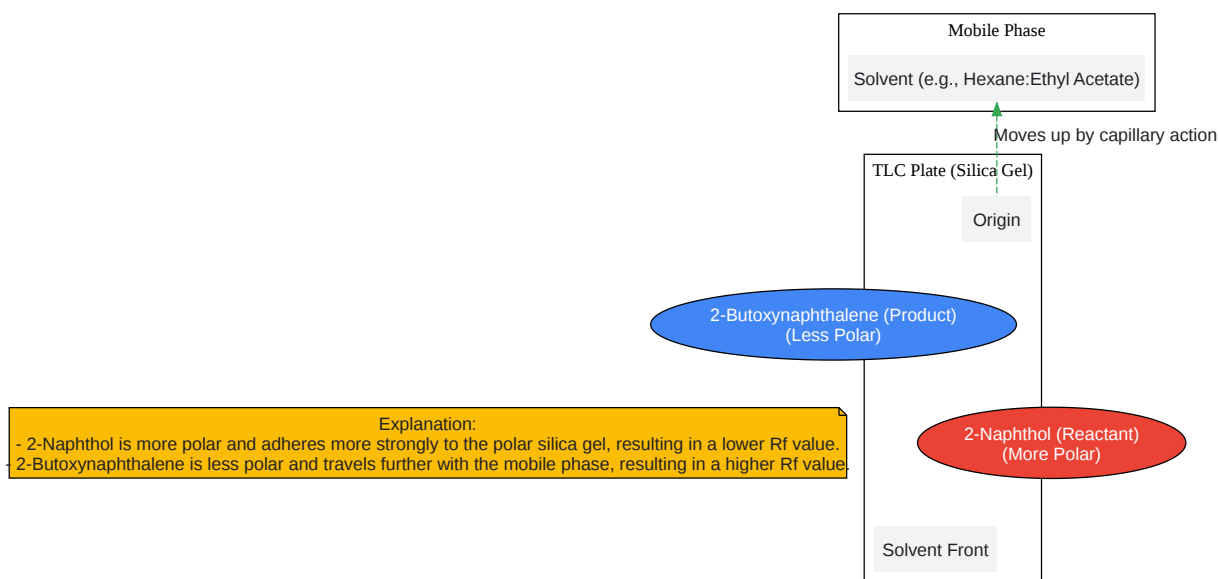 Mobile Phase
Solvent (e.g., Hexane:Ethyl Acetate)
Moves up by capillary action
TLC Plate (Silica Gel)
Origin
2-Butoxynaphthalene (Product)
(Less Polar)
Explanation:
- 2-Naphthol is more polar and adheres more strongly to the polar silica gel, resulting in a lower Rf value.
- 2-Butoxynaphthalene is less polar and travels further with the mobile phase, resulting in a higher Rf value.
2-Naphthol (Reactant)
(More Polar)
Solvent Front